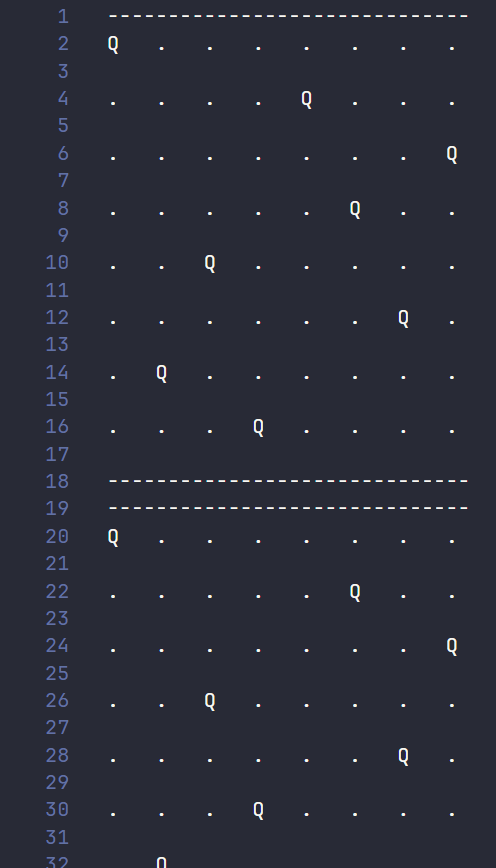 1 ------------------------------
2 Q . . . . . . .
3
4 . . . . Q . . .
5
6 . . . . . . . Q
7
8 . . . . . Q . .
9
10 . . Q . . . . .
11
12 . . . . . . Q .
13
14 . Q . . . . . .
15
16 . . . Q . . . .
17
18 ------------------------------
19 ------------------------------
20 Q . . . . . . .
21
22 . . . . . Q . .
23
24 . . . . . . . Q
25
26 . . Q . . . . .
27
28 . . . . . . Q .
29
30 . . . Q . . . .
31
32 Q